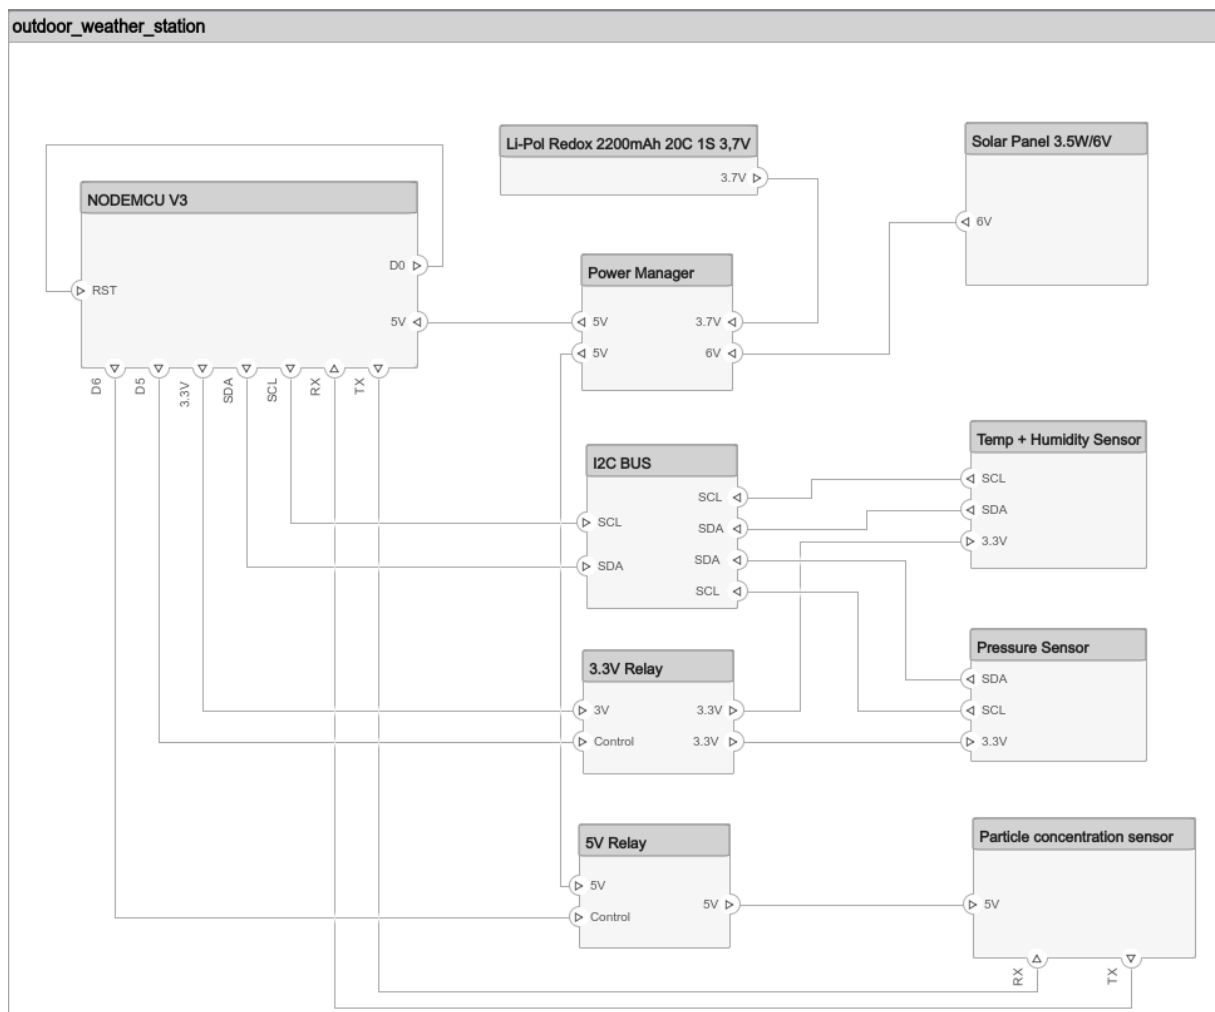 outdoor_weather_station
Li-Pol Redox 2200mAh 20C 1S 3,7V
3.7V
Solar Panel 3.5W/6V
6V
NODEMCU V3
D0
RST
5V
D6
D5
3.3V
SDA
SCL
RX
TX
Power Manager
5V
3.7V
5V
6V
I2C BUS
SCL
SCL
SDA
SDA
SDA
SCL
Temp + Humidity Sensor
SCL
SDA
3.3V
3.3V Relay
3V
3.3V
Control
3.3V
Pressure Sensor
SDA
SCL
3.3V
5V Relay
5V
5V
Control
Particle concentration sensor
5V
RX
TX